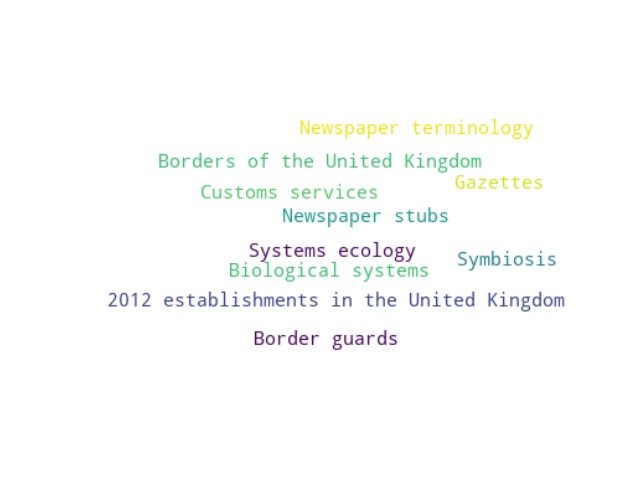 Newspaper terminology
Borders of the United Kingdom
Gazettes
Customs services
Newspaper stubs
Systems ecology
Symbiosis
Biological systems
2012 establishments in the United Kingdom
Border guards